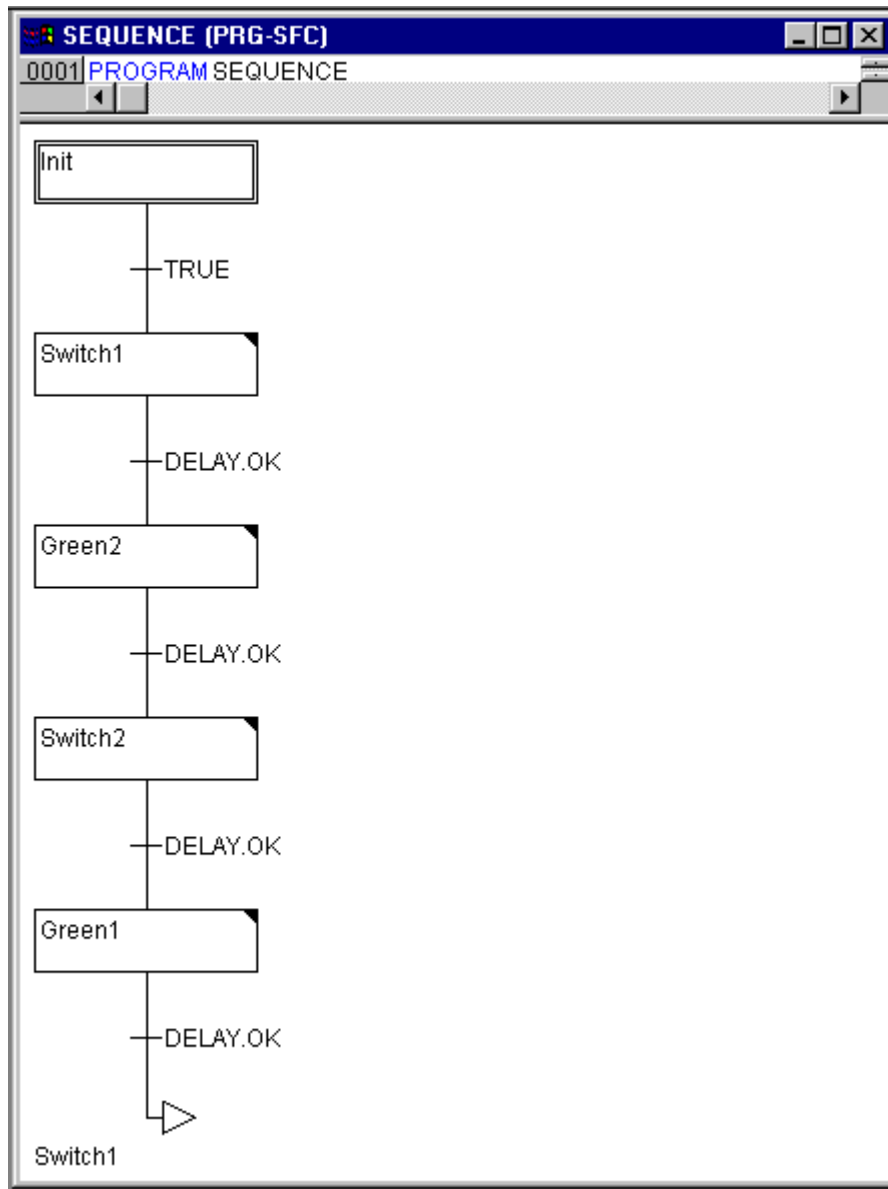 SEQUENCE (PRG-SFC)
0001 PROGRAM SEQUENCE
Init
TRUE
Switch1
DELAY.OK
Green2
DELAY.OK
Switch2
DELAY.OK
Green1
DELAY.OK
Switch1